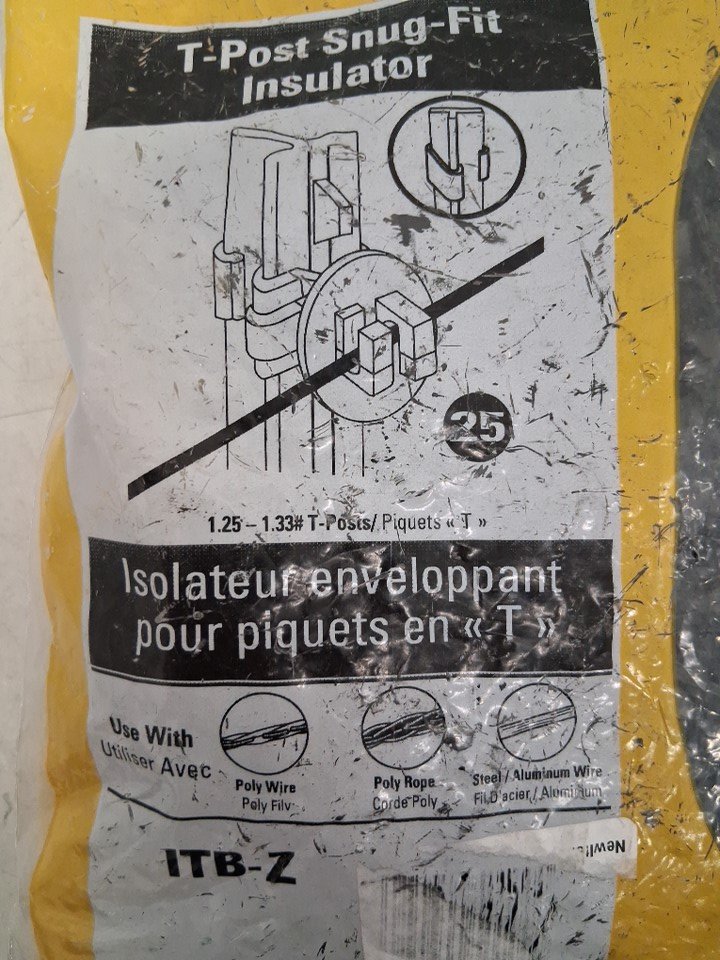 T-Post Snug-Fit
Insulator
25
1.25 – 1.33# T-Posts/ Piquets « T »
Isolateur enveloppant
pour piquets en « T »
Use With
Utiliser Avec
Poly Wire
Poly Filv
Poly Rope
Corde Poly
Steel / Aluminum Wire
Fil D'acier / Aluminium
ITB-Z